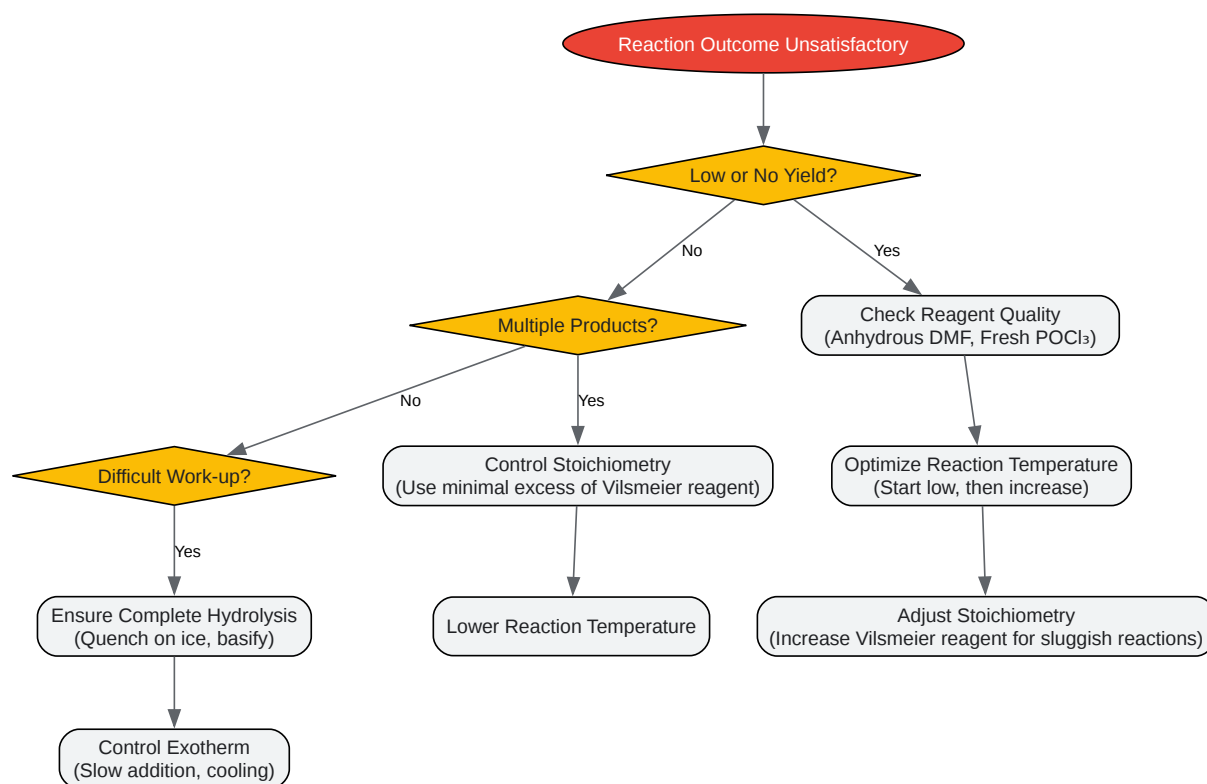 Reaction Outcome Unsatisfactory
Low or No Yield?
No
Yes
Multiple Products?
Check Reagent Quality
(Anhydrous DMF, Fresh POCl₃)
No
Yes
Difficult Work-up?
Control Stoichiometry
(Use minimal excess of Vilsmeier reagent)
Optimize Reaction Temperature
(Start low, then increase)
Yes
Ensure Complete Hydrolysis
(Quench on ice, basify)
Lower Reaction Temperature
Adjust Stoichiometry
(Increase Vilsmeier reagent for sluggish reactions)
Control Exotherm
(Slow addition, cooling)